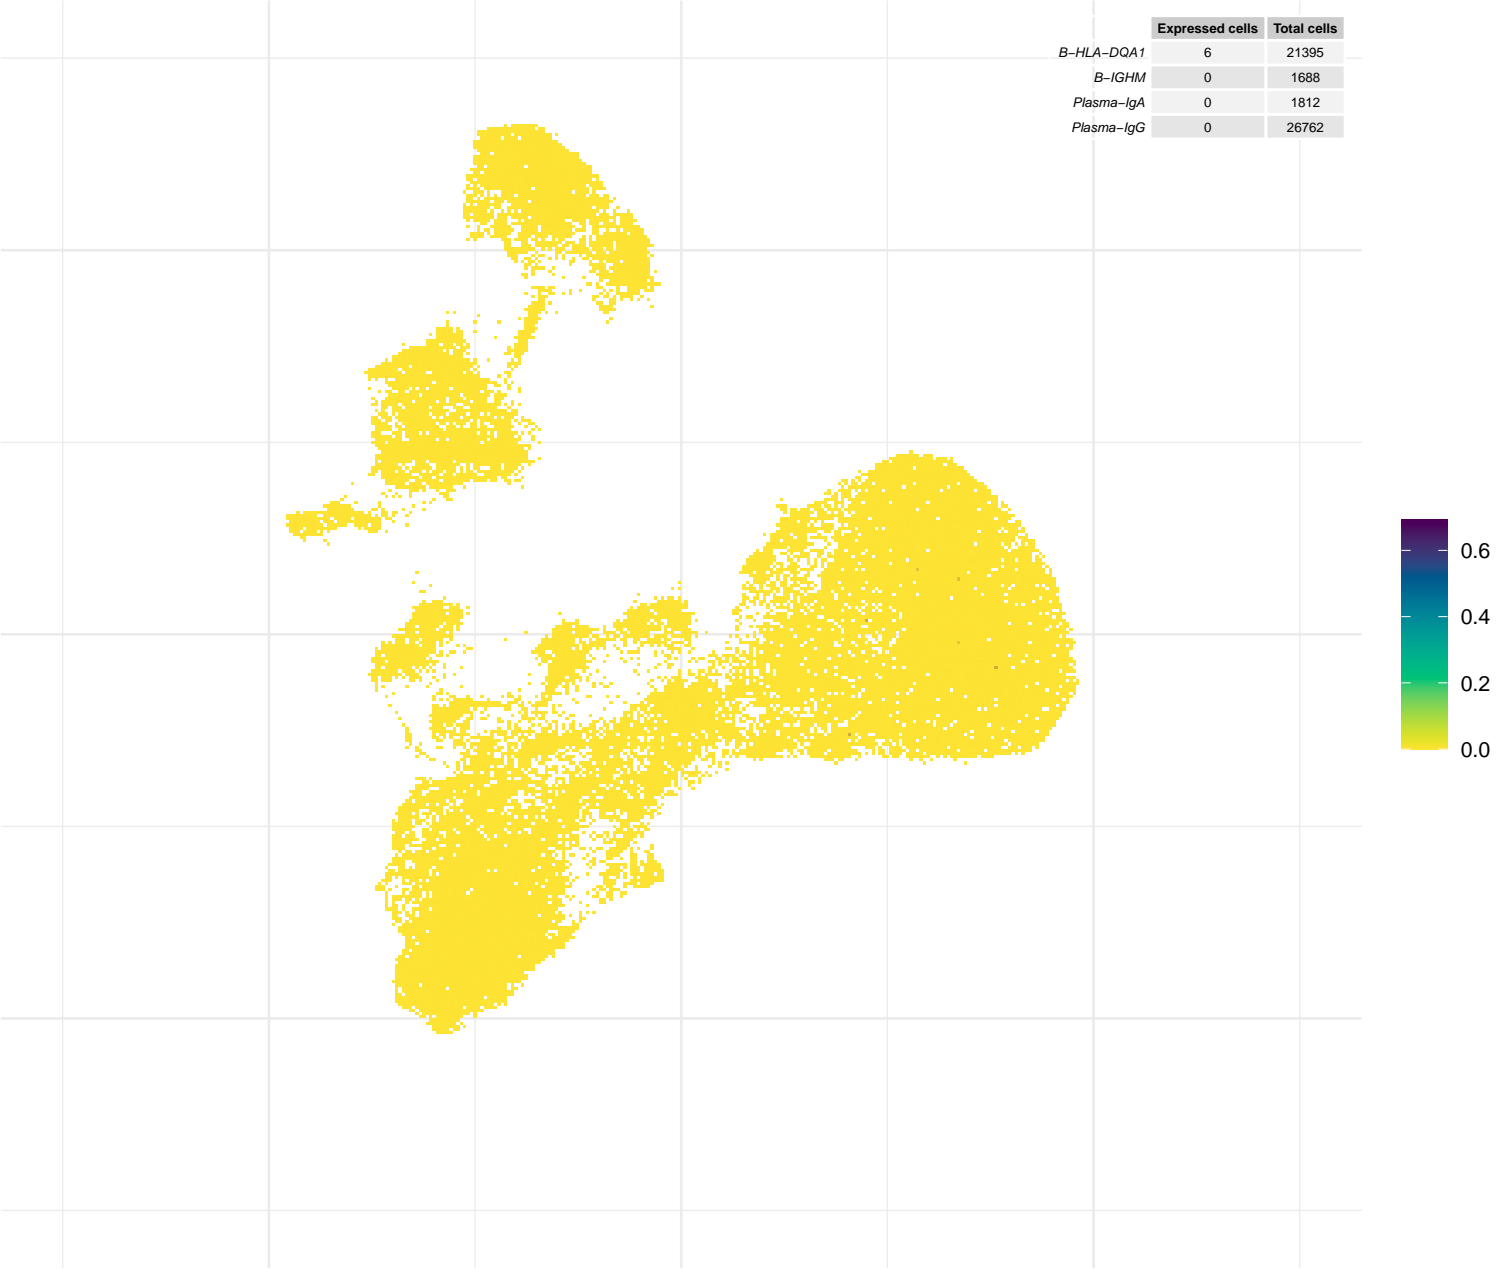 Expressed cells Total cells
B−HLA−DQA1 6 21395
B−IGHM 0 1688
Plasma−IgA 0 1812
Plasma−IgG 0 26762
0.6
0.4
0.2
0.0